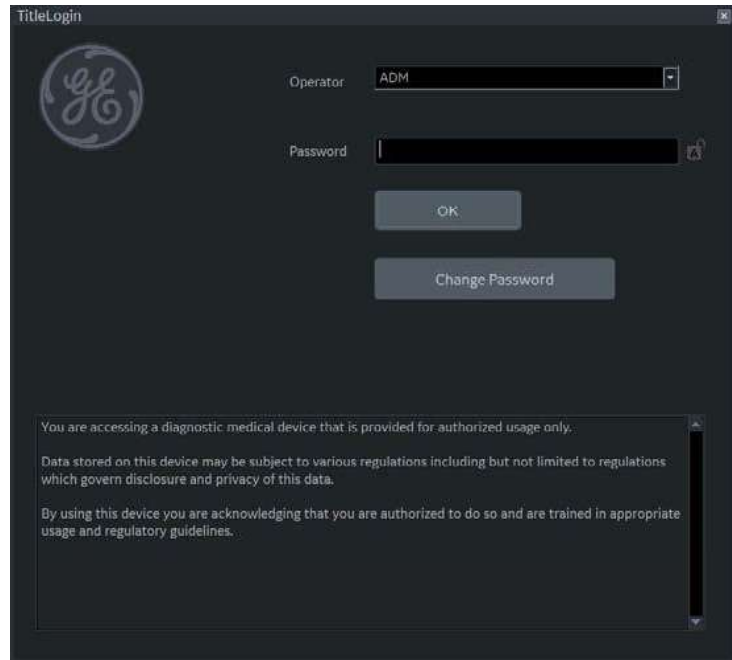 TitleLogin
GE
Operator
ADM
Password
OK
Change Password
You are accessing a diagnostic medical device that is provided for authorized usage only.
Data stored on this device may be subject to various regulations including but not limited to regulations
which govern disclosure and privacy of this data.
By using this device you are acknowledging that you are authorized to do so and are trained in appropriate
usage and regulatory guidelines.